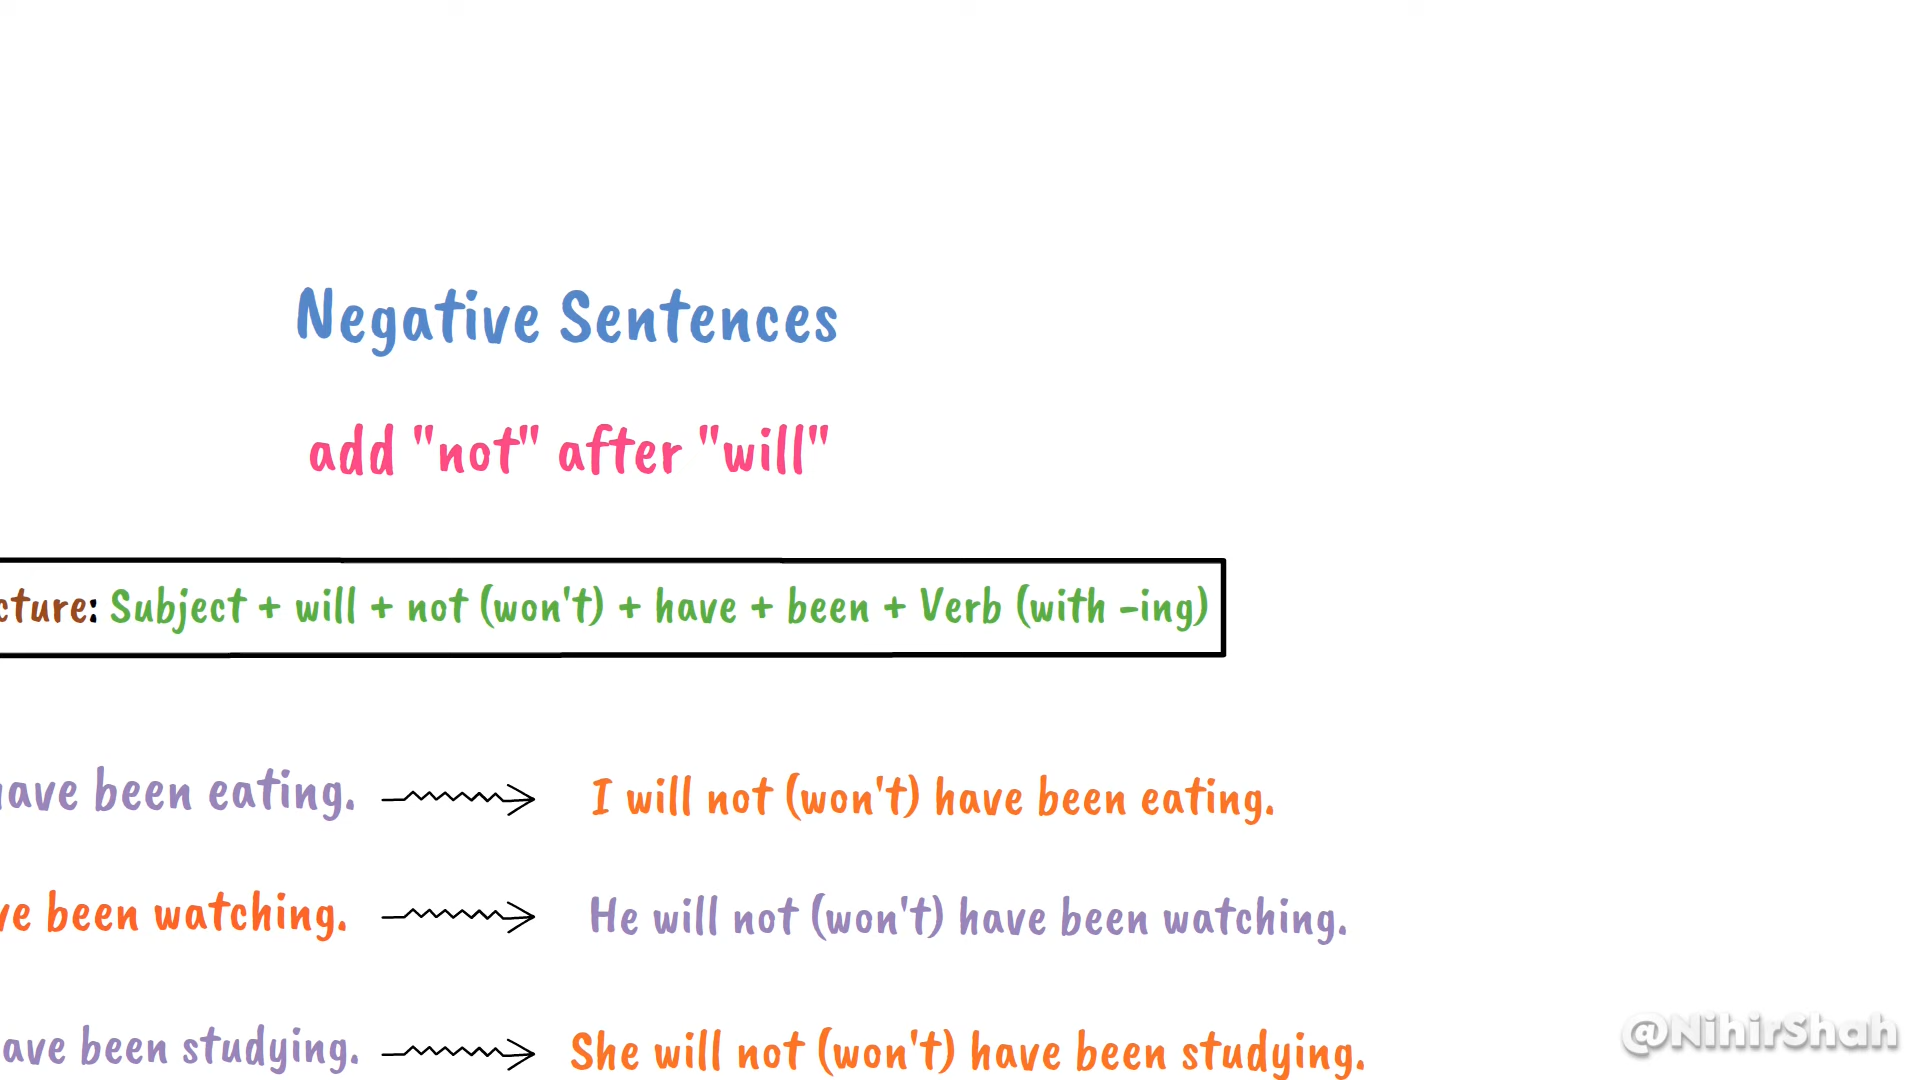 Negative Sentences
add "not" after "will"
cture: Subject + will + not (won't) + have + been + Verb (with -ing)
have been eating. I will not (won't) have been eating.
ve been watching. He will not (won't) have been watching.
ave been studying. She will not (won't) have been studying.
@NihirShah